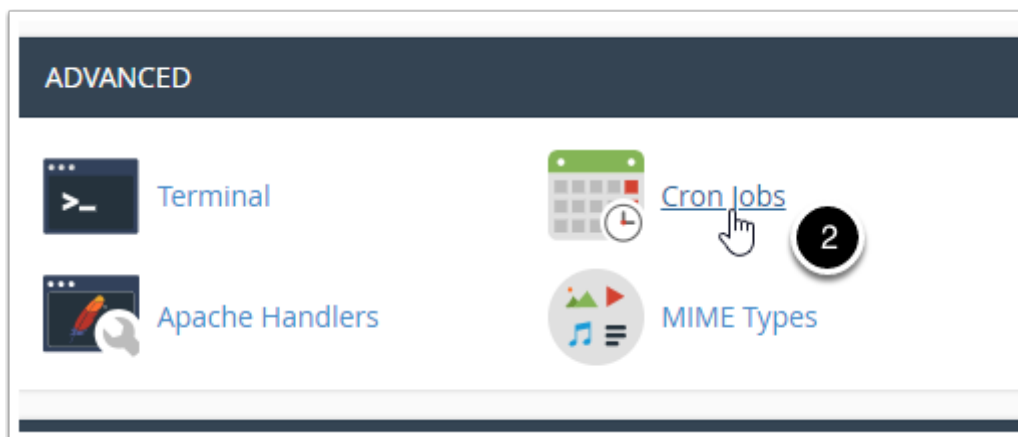 ADVANCED
>_
Terminal
Cron Jobs
2
Apache Handlers
MIME Types